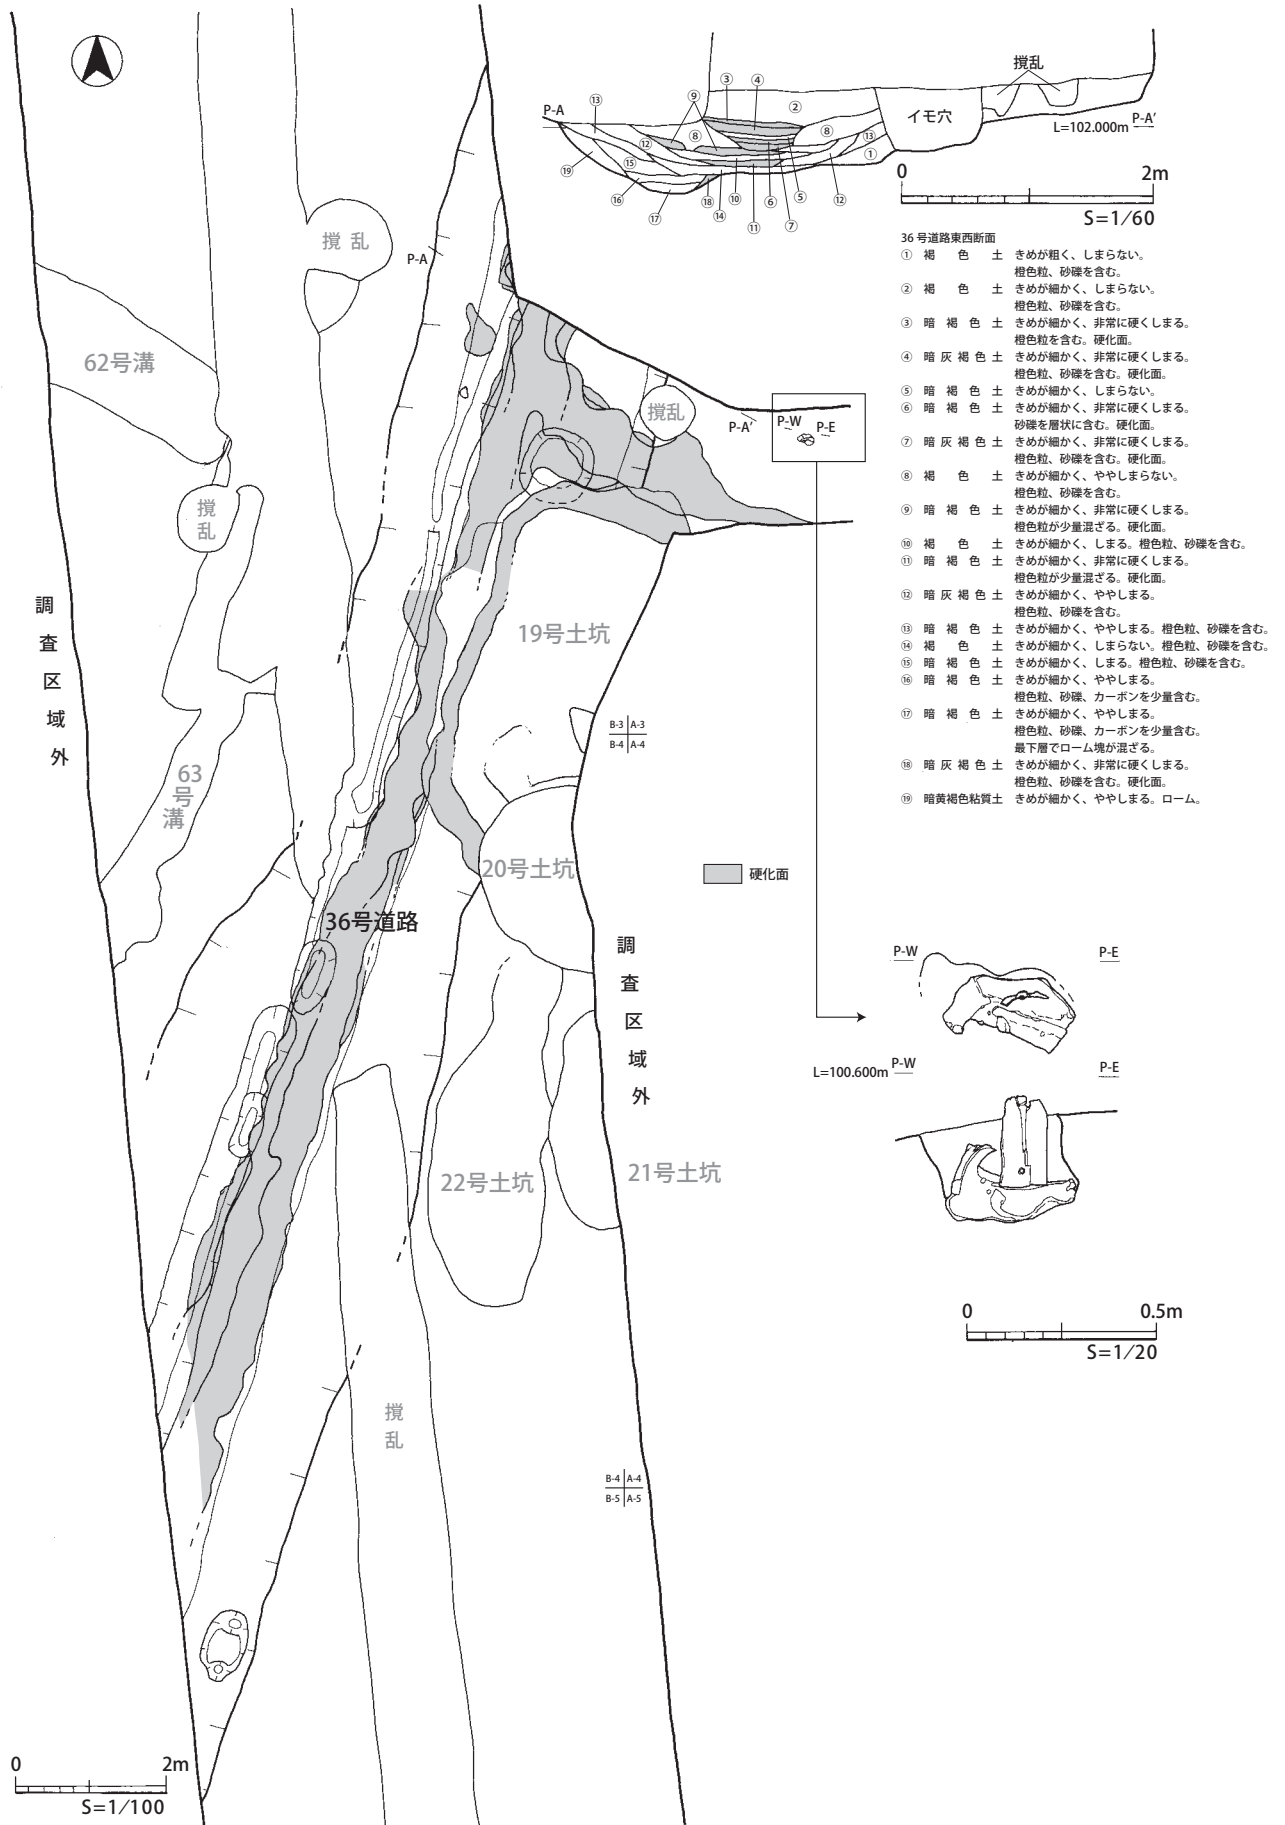 P-A
⑬
⑨
③
④
②
撹乱
イモ穴
L=102.000m P-A’
⑫
⑧
⑧
⑬
①
⑲
⑮
⑯
⑰
⑱
⑭
⑩
⑪
⑥
⑦
⑤
⑫
0 2m
S=1/60
36号道路東西断面
① 褐色土 きめが粗く、しまらない。
橙色粒、砂礫を含む。
② 褐色土 きめが細かく、しまらない。
橙色粒、砂礫を含む。
③ 暗褐色土 きめが細かく、非常に硬くしまる。
橙色粒を含む。硬化面。
④ 暗灰褐色土 きめが細かく、非常に硬くしまる。
橙色粒、砂礫を含む。硬化面。
⑤ 暗褐色土 きめが細かく、しまらない。
⑥ 暗褐色土 きめが細かく、非常に硬くしまる。
砂礫を層状に含む。硬化面。
⑦ 暗灰褐色土 きめが細かく、非常に硬くしまる。
橙色粒、砂礫を含む。硬化面。
⑧ 褐色土 きめが細かく、ややしまらない。
橙色粒、砂礫を含む。
⑨ 暗褐色土 きめが細かく、非常に硬くしまる。
橙色粒が少量混ざる。硬化面。
⑩ 褐色土 きめが細かく、しまる。橙色粒、砂礫を含む。
⑪ 暗褐色土 きめが細かく、非常に硬くしまる。
橙色粒が少量混ざる。硬化面。
⑫ 暗灰褐色土 きめが細かく、ややしまる。
橙色粒、砂礫を含む。
⑬ 暗褐色土 きめが細かく、ややしまる。橙色粒、砂礫を含む。
⑭ 褐色土 きめが細かく、しまらない。橙色粒、砂礫を含む。
⑮ 暗褐色土 きめが細かく、しまる。橙色粒、砂礫を含む。
⑯ 暗褐色土 きめが細かく、ややしまる。
橙色粒、砂礫、カーボンを少量含む。
⑰ 暗褐色土 きめが細かく、ややしまる。
橙色粒、砂礫、カーボンを少量含む。
最下層でローム塊が混ざる。
⑱ 暗灰褐色土 きめが細かく、非常に硬くしまる。
橙色粒、砂礫を含む。硬化面。
⑲ 暗黄褐色粘質土 きめが細かく、ややしまる。ローム。
硬化面
撹乱
P-A
62号溝
撹乱
P-A’
P-W
P-E
撹乱
調査区域外
19号土坑
B-3 A-3
B-4 A-4
63号溝
20号土坑
36号道路
調査区域外
22号土坑
21号土坑
撹乱
B-4 A-4
B-5 A-5
P-W P-E
L=100.600m P-W P-E
0 0.5m
S=1/20
0 2m
S=1/100